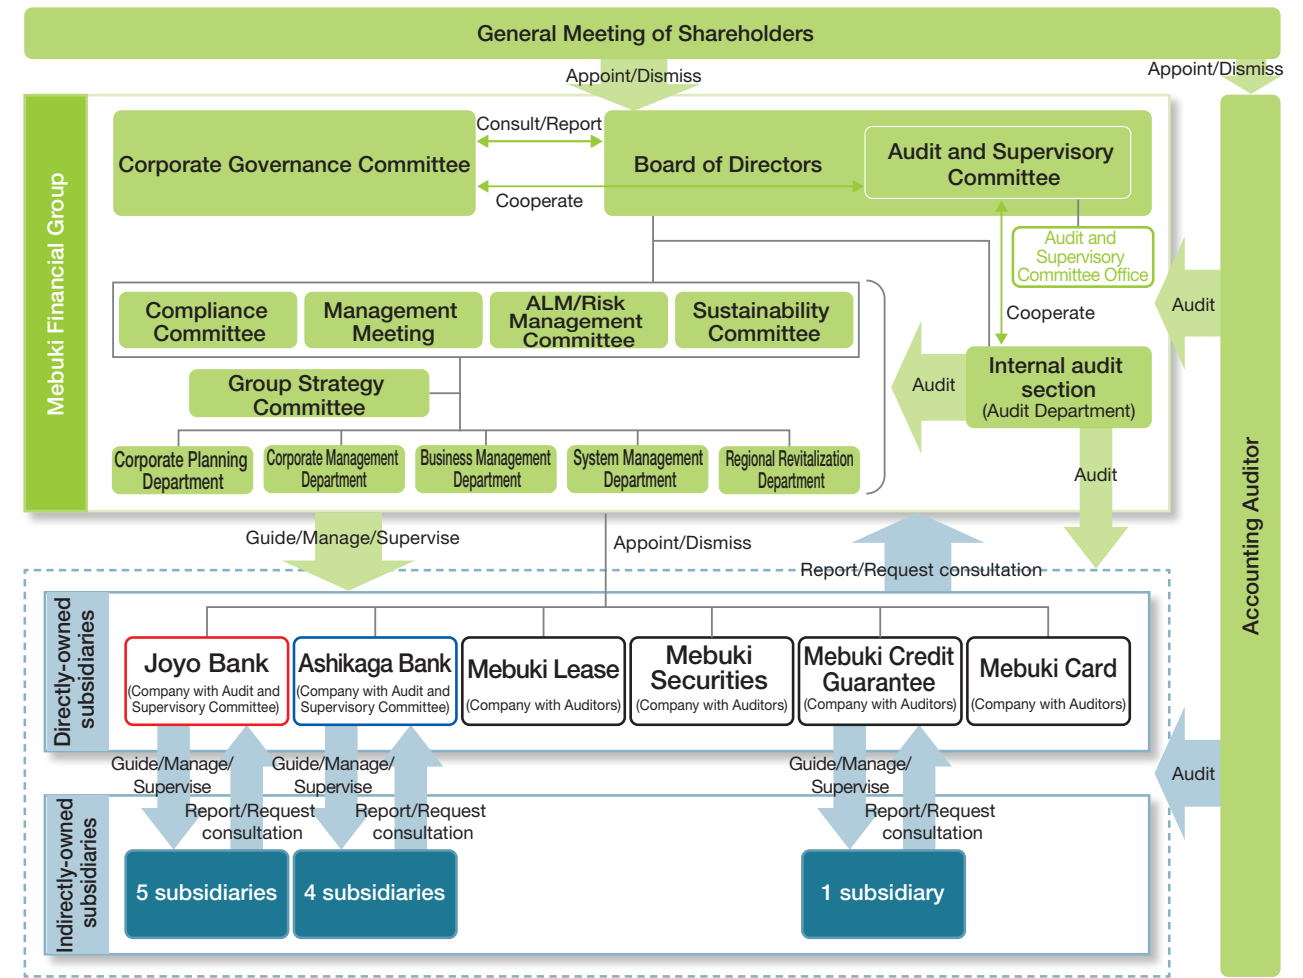 General Meeting of Shareholders
Appoint/Dismiss
Appoint/Dismiss
Mebuki Financial Group
Corporate Governance Committee
Consult/Report
Cooperate
Board of Directors
Audit and Supervisory
Committee
Audit and
Supervisory
Committee Office
Cooperate
Audit
Compliance
Committee
Management
Meeting
ALM/Risk
Management
Committee
Sustainability
Committee
Group Strategy
Committee
Audit
Internal audit
section
(Audit Department)
Corporate Planning
Department
Corporate Management
Department
Business Management
Department
System Management
Department
Regional Revitalization
Department
Audit
Accounting Auditor
Guide/Manage/Supervise
Appoint/Dismiss
Report/Request consultation
Directly-owned
subsidiaries
Joyo Bank
(Company with Audit and
Supervisory Committee)
Ashikaga Bank
(Company with Audit and
Supervisory Committee)
Mebuki Lease
(Company with Auditors)
Mebuki
Securities
(Company with Auditors)
Mebuki Credit
Guarantee
(Company with Auditors)
Mebuki Card
(Company with Auditors)
Guide/Manage/
Supervise
Report/Request
consultation
Guide/Manage/
Supervise
Report/Request
consultation
Guide/Manage/
Supervise
Report/Request
consultation
Audit
Indirectly-owned
subsidiaries
5 subsidiaries
4 subsidiaries
1 subsidiary